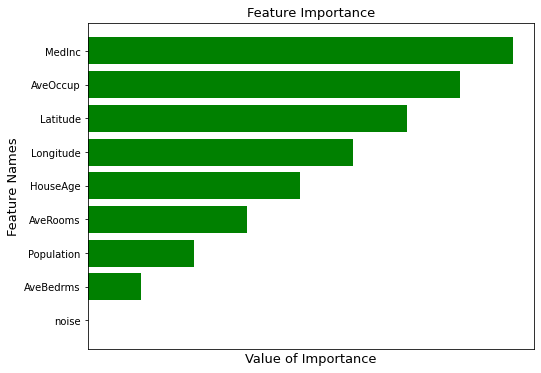 Feature Importance
MedInc
AveOccup
Latitude
Longitude
HouseAge
AveRooms
Population
AveBedrms
noise
Feature Names
Value of Importance